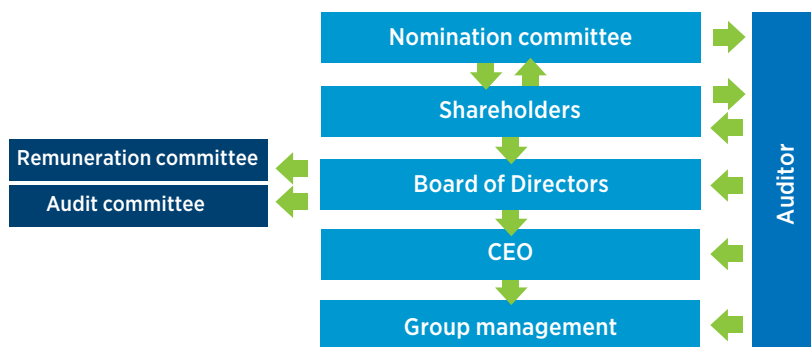 Nomination committee
Shareholders
Remuneration committee
Audit committee
Board of Directors
CEO
Group management
Auditor